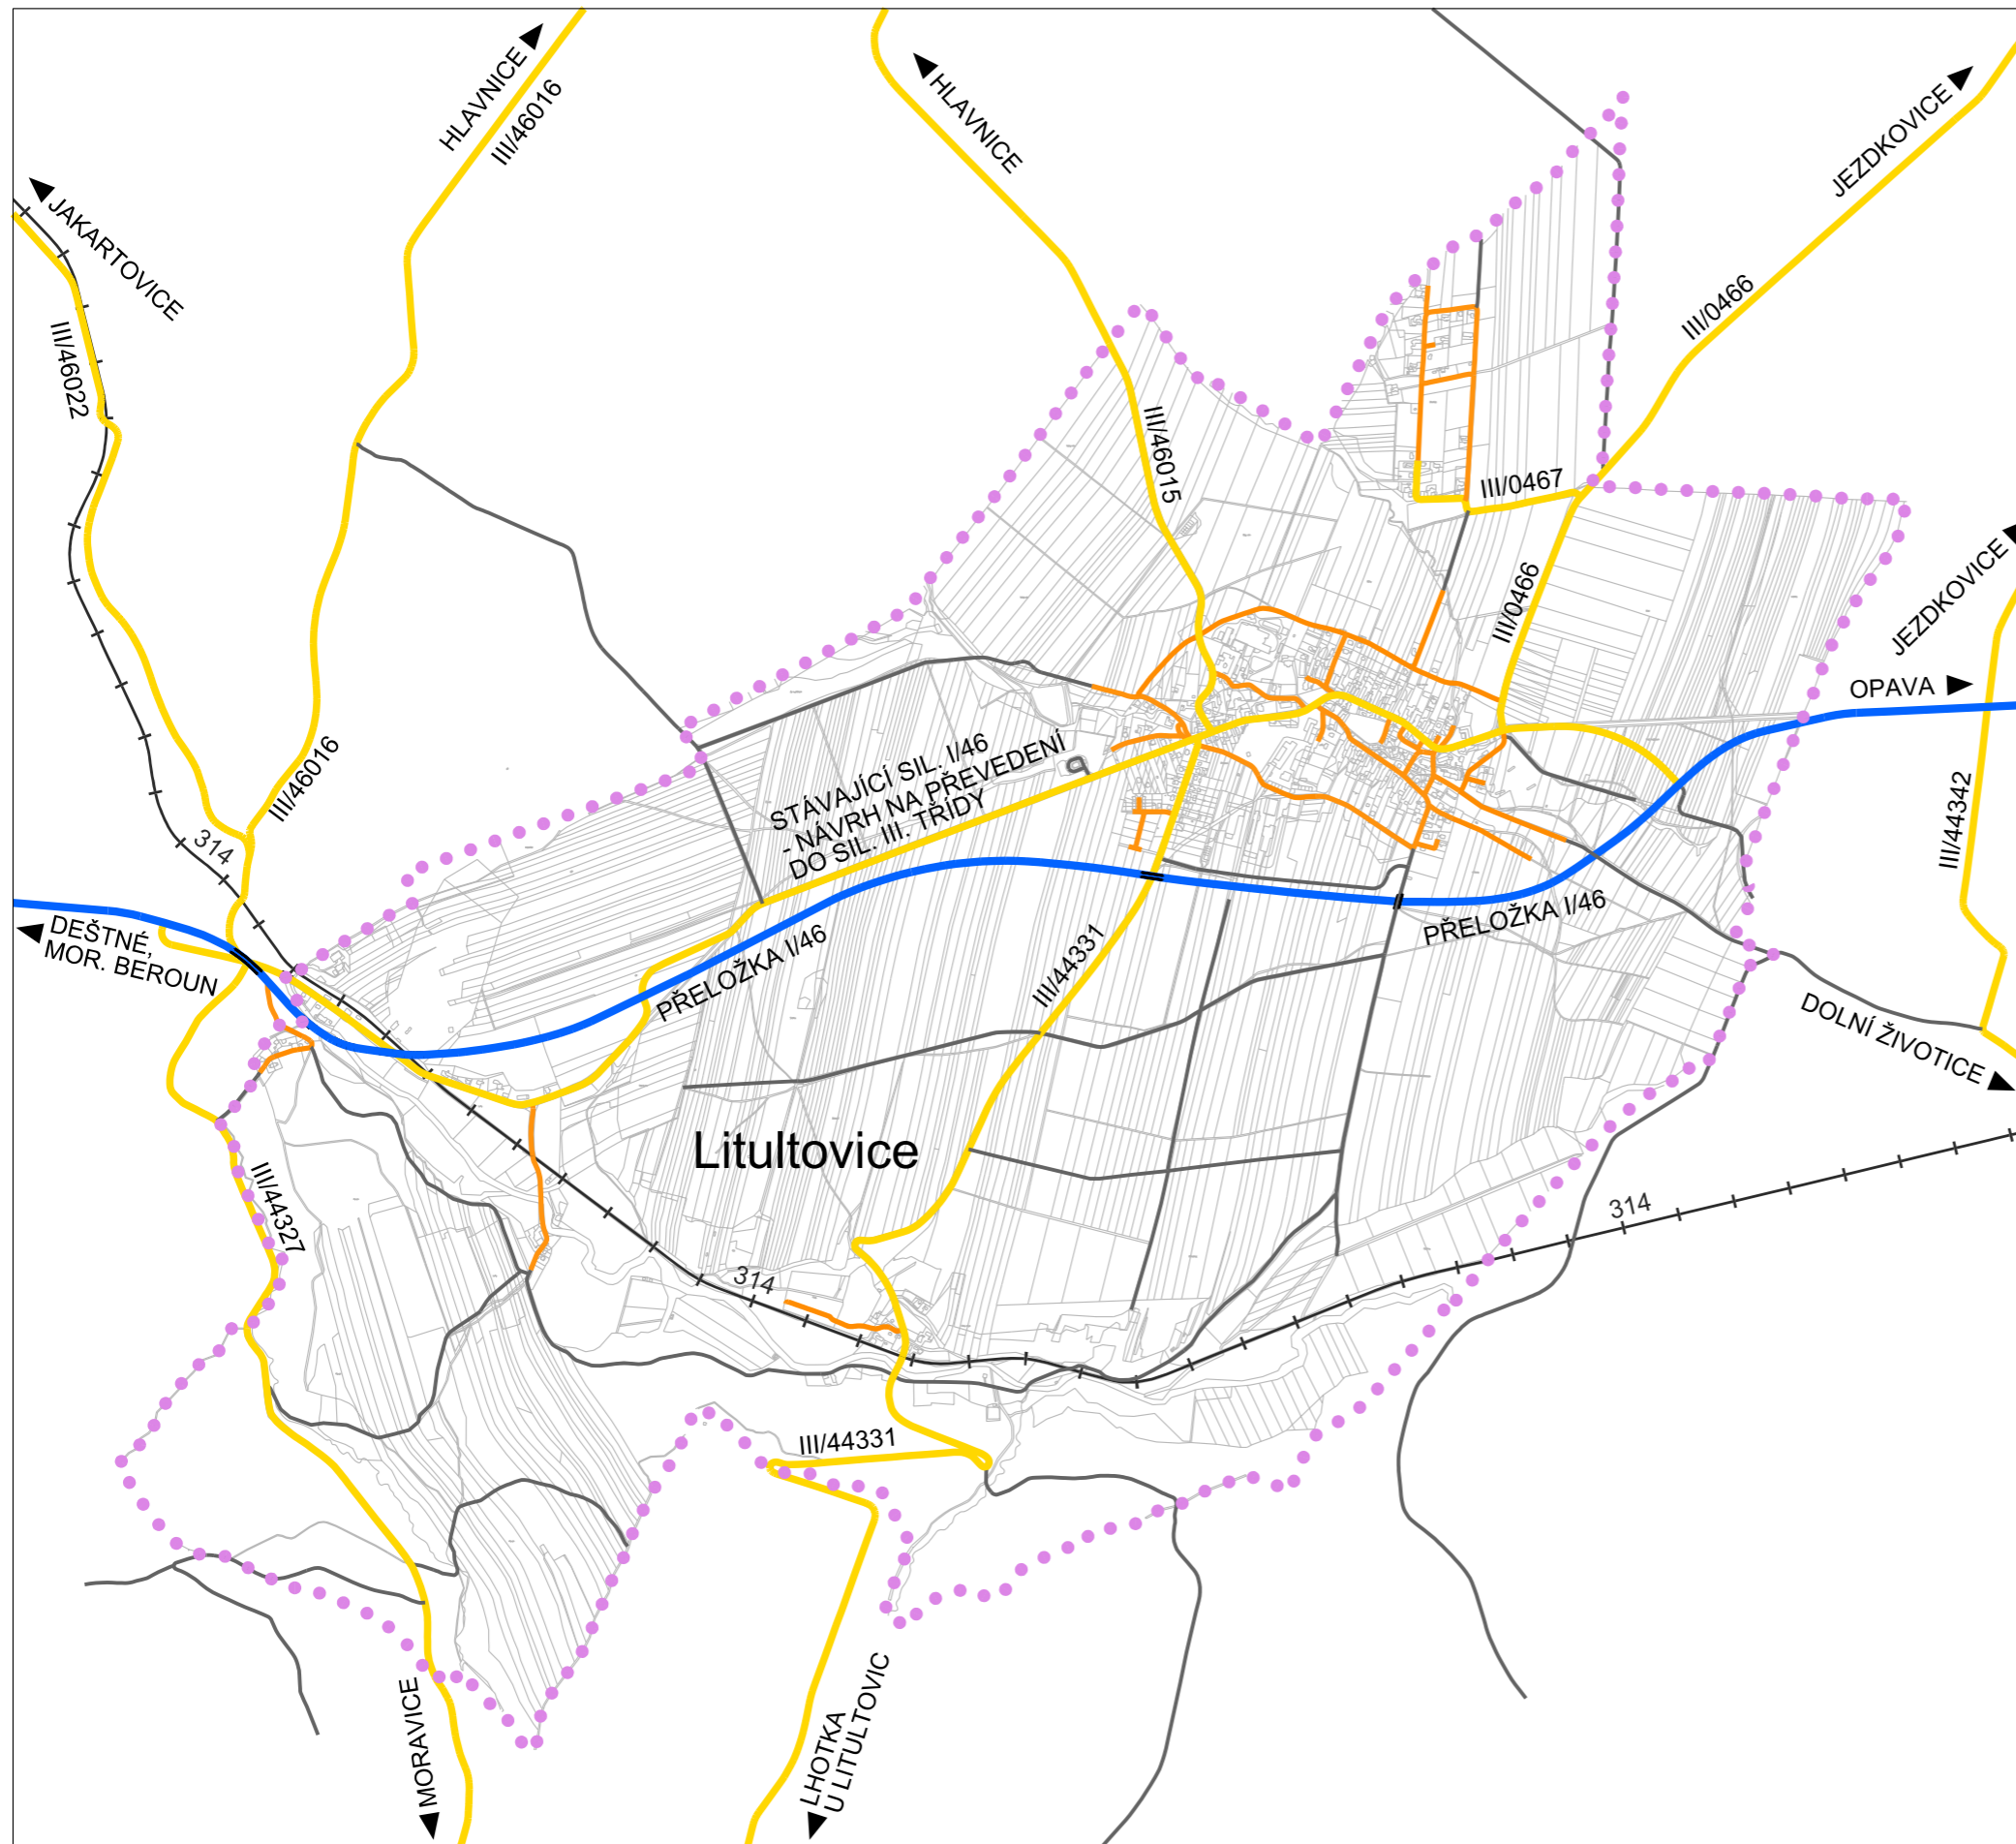 HLAVNICE
III/46016
HLAVNICE
JEZDKOVICE
JAKARTOVICE
III/46022
III/0466
III/46015
III/0467
III/0466
JEZDKOVICE
OPAVA
III/46016
314
STÁVAJÍCÍ SIL. I/46
- NÁVRH NA PŘEVEDENÍ
DO SIL. III. TŘÍDY
III/44342
DEŠTNÉ,
MOR. BEROUN
PŘELOŽKA I/46
III/44331
PŘELOŽKA I/46
DOLNÍ ŽIVOTICE
Litultovice
III/44327
314
314
III/44331
MORAVICE
LHOTKA
U LITULTOVIC